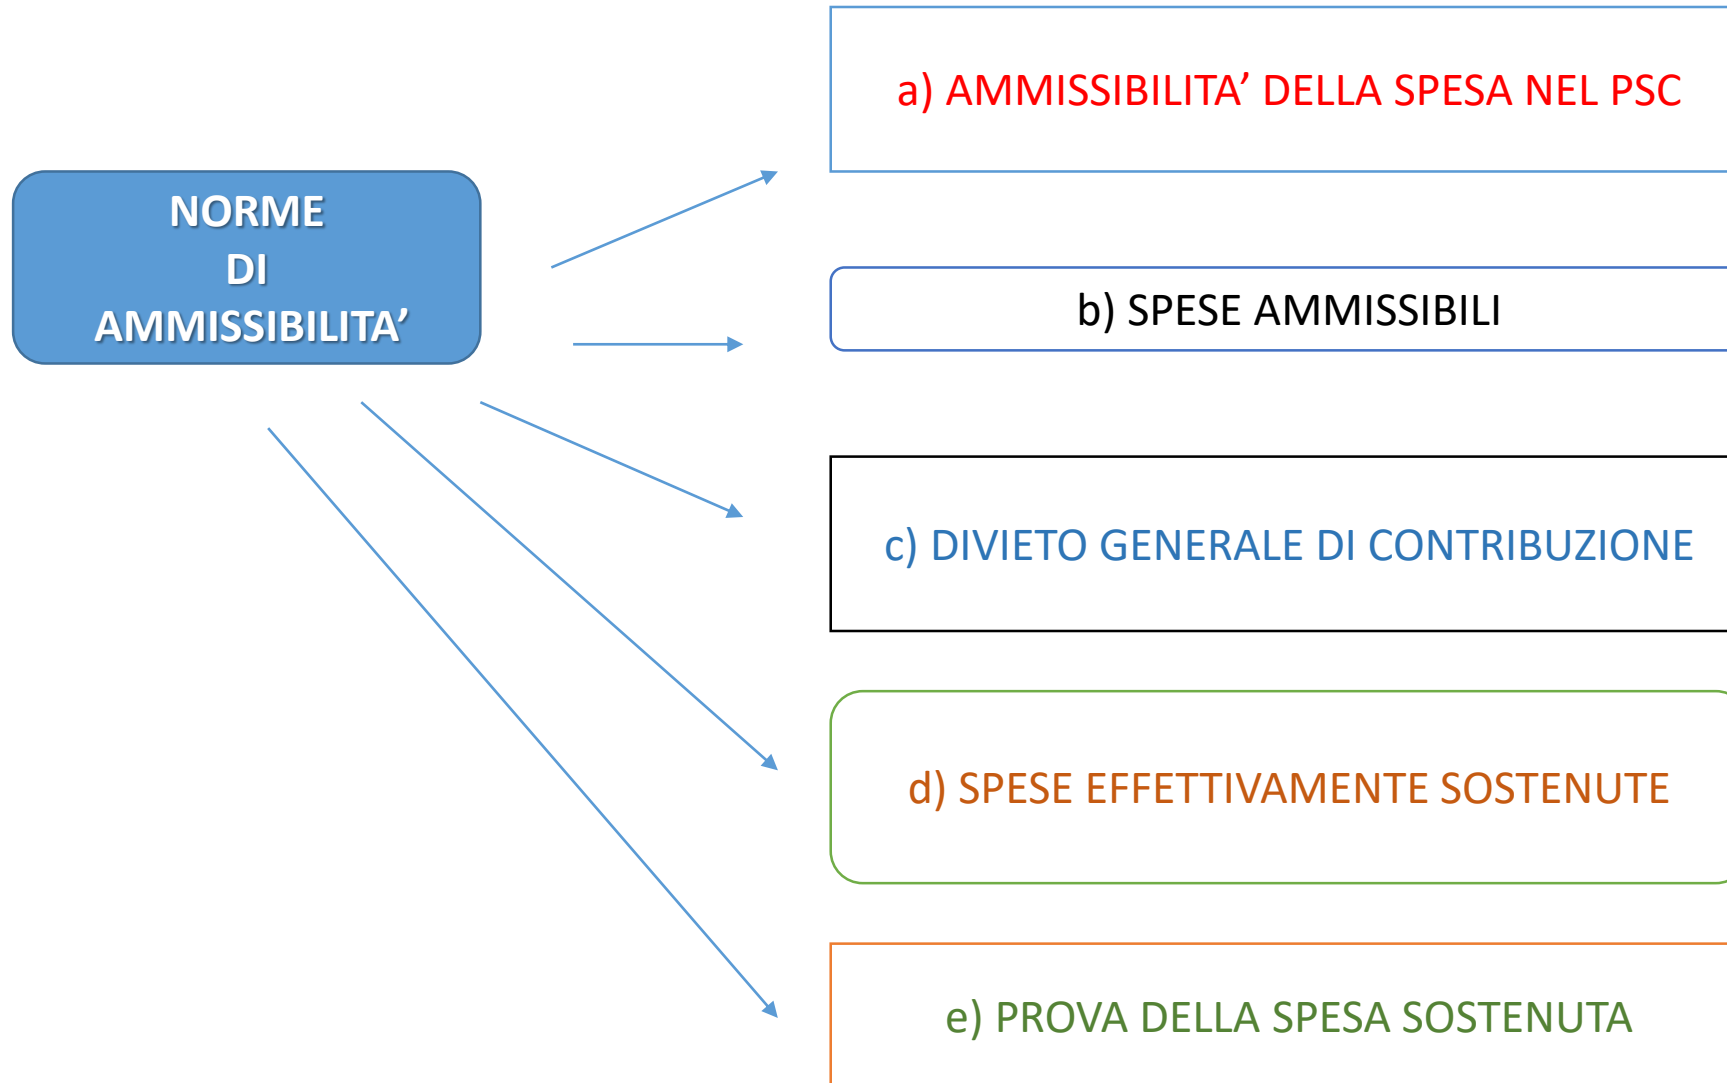 NORME
DI
AMMISSIBILITA’
a) AMMISSIBILITA’ DELLA SPESA NEL PSC
b) SPESE AMMISSIBILI
c) DIVIETO GENERALE DI CONTRIBUZIONE
d) SPESE EFFETTIVAMENTE SOSTENUTE
e) PROVA DELLA SPESA SOSTENUTA